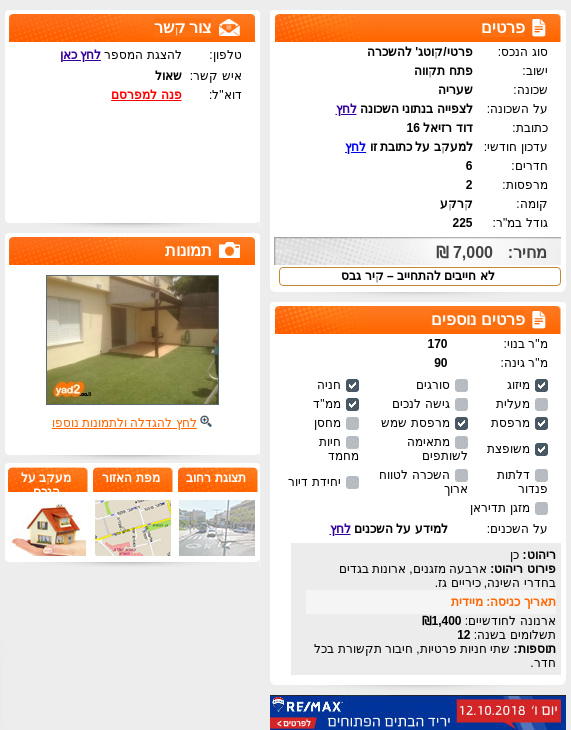 פרטים
סוג הנכס: פרטי/קוטג' להשכרה
ישוב: פתח תקווה
שכונה: שעריה
על השכונה: לצפייה בנתוני השכונה לחץ
כתובת: דוד רזיאל 16
עדכון חודשי: למעקב על כתובת זו לחץ
חדרים: 6
מרפסות: 2
קומה: קרקע
גודל במ"ר: 225
מחיר: 7,000 ₪
לא חייבים להתחייב – קיר גבס
פרטים נוספים
מ"ר בנוי: 170
מ"ר גינה: 90
מיזוג סורגים חניה
מעלית גישה לנכים ממ"ד
מרפסת מרפסת שמש מחסן
משופצת מתאימה לשותפים חיות מחמד
דלתות פנדור השכרה לטווח ארוך יחידת דיור
מזגן תדיראן
על השכנים: למידע על השכנים לחץ
ריהוט: כן
פירוט ריהוט: ארבעה מזגנים, ארונות בגדים
בחדרי השינה, כיריים גז.
תאריך כניסה: מיידית
ארנונה לחודשיים: 1,400₪
תשלומים בשנה: 12
תוספות: שתי חניות פרטיות, חיבור תקשורת בכל
חדר.
יום ו' 12.10.2018
יריד הבתים הפתוחים
RE/MAX
לפרטים >
צור קשר
טלפון: להצגת המספר לחץ כאן
איש קשר: שאול
דוא"ל: פנה למפרסם
תמונות
yad2.co.il
לחץ להגדלה ולתמונות נוספו
תצוגת רחוב
מפת האזור
מעקב על
הנכס